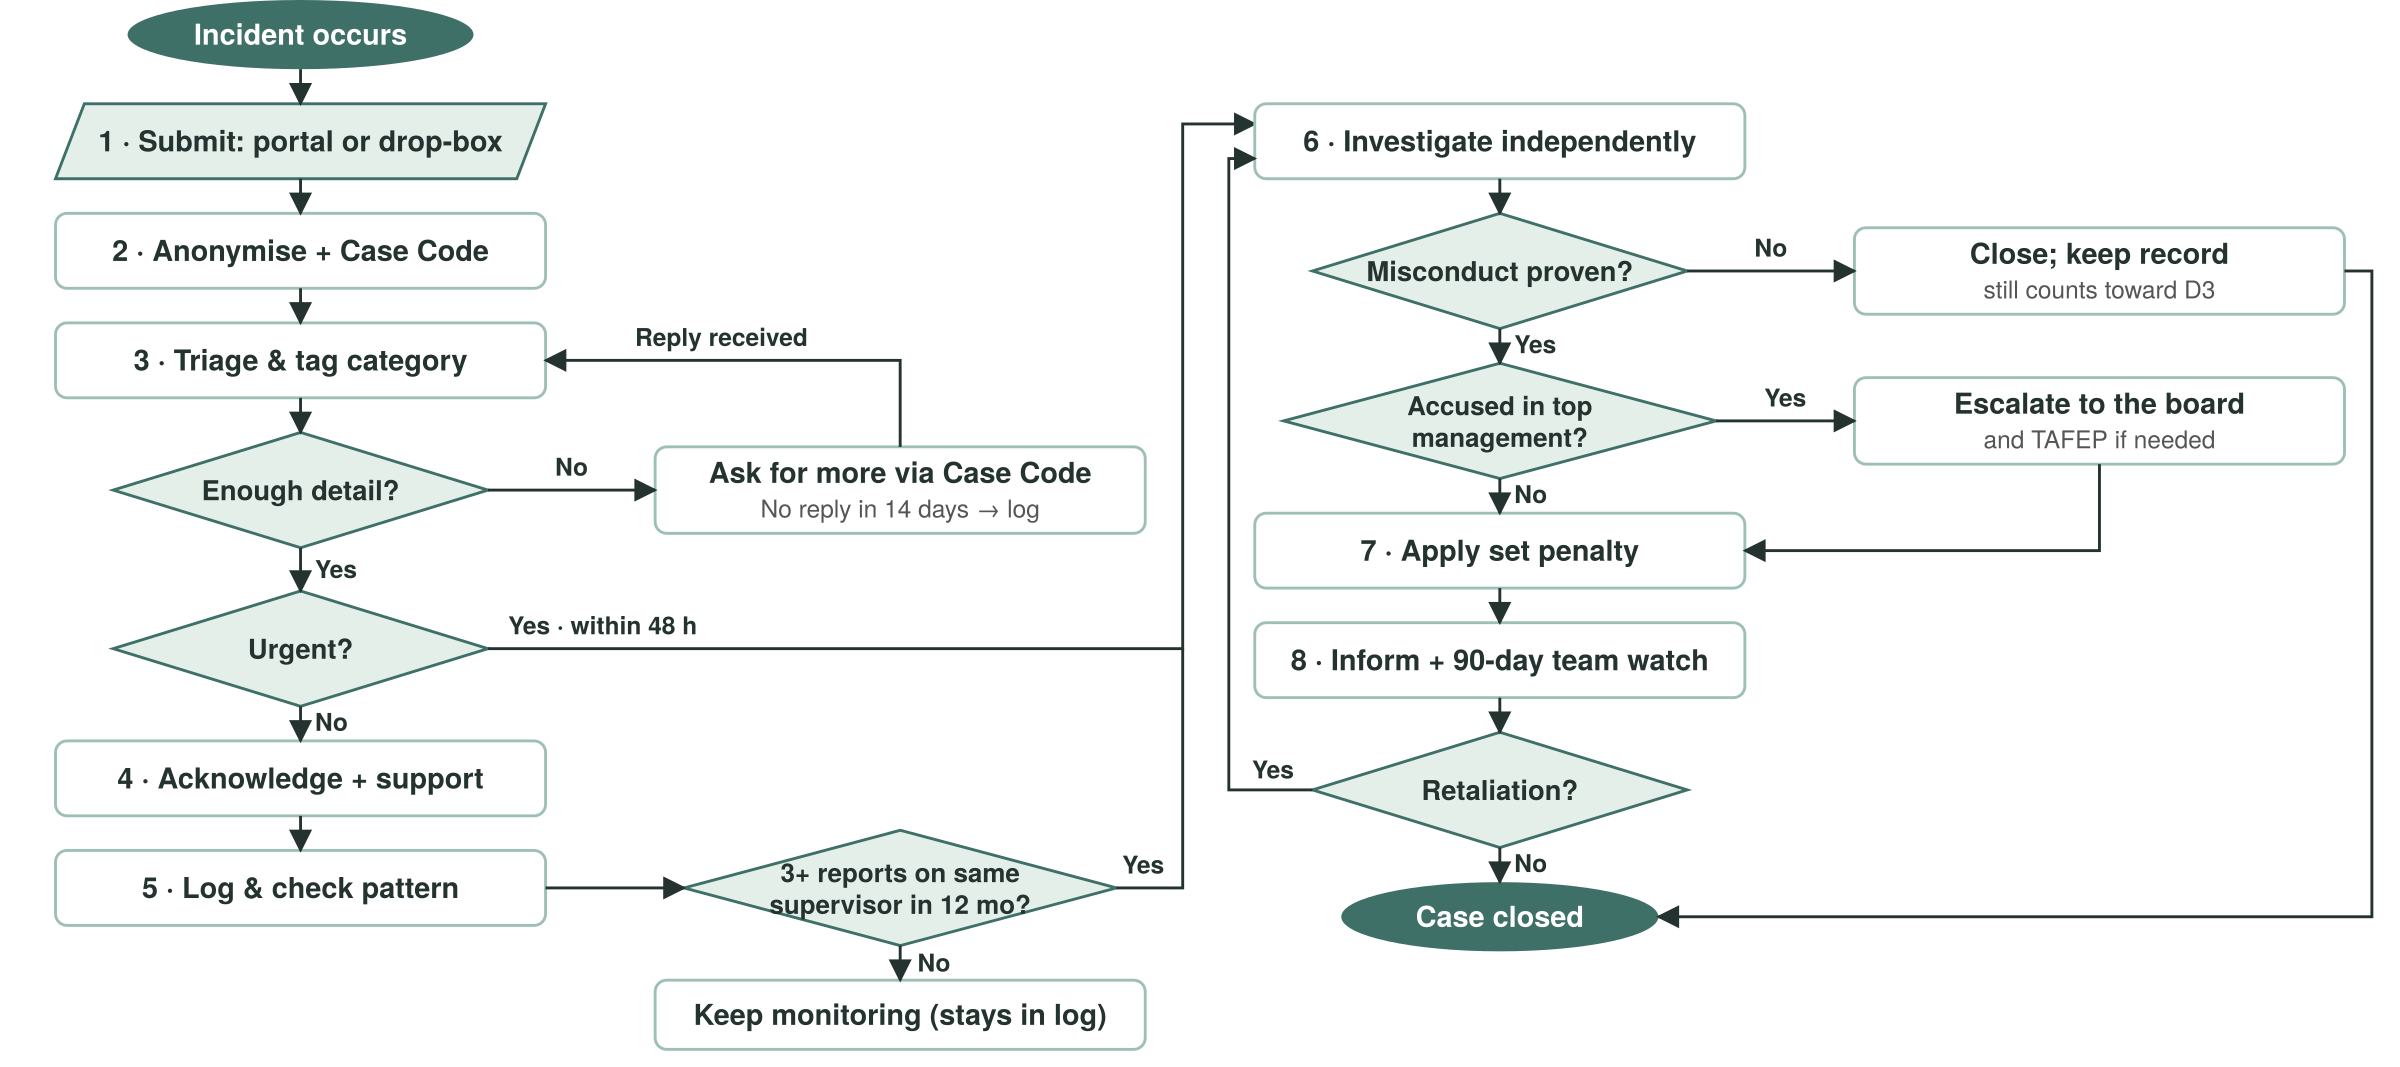 Incident occurs
1 · Submit: portal or drop-box
2 · Anonymise + Case Code
3 · Triage & tag category
Reply received
Enough detail?
No
Ask for more via Case Code
No reply in 14 days → log
Yes
Urgent?
Yes · within 48 h
No
4 · Acknowledge + support
5 · Log & check pattern
3+ reports on same
supervisor in 12 mo?
Yes
No
Keep monitoring (stays in log)
6 · Investigate independently
Misconduct proven?
No
Close; keep record
still counts toward D3
Yes
Accused in top
management?
Yes
Escalate to the board
and TAFEP if needed
No
7 · Apply set penalty
8 · Inform + 90-day team watch
Retaliation?
Yes
No
Case closed